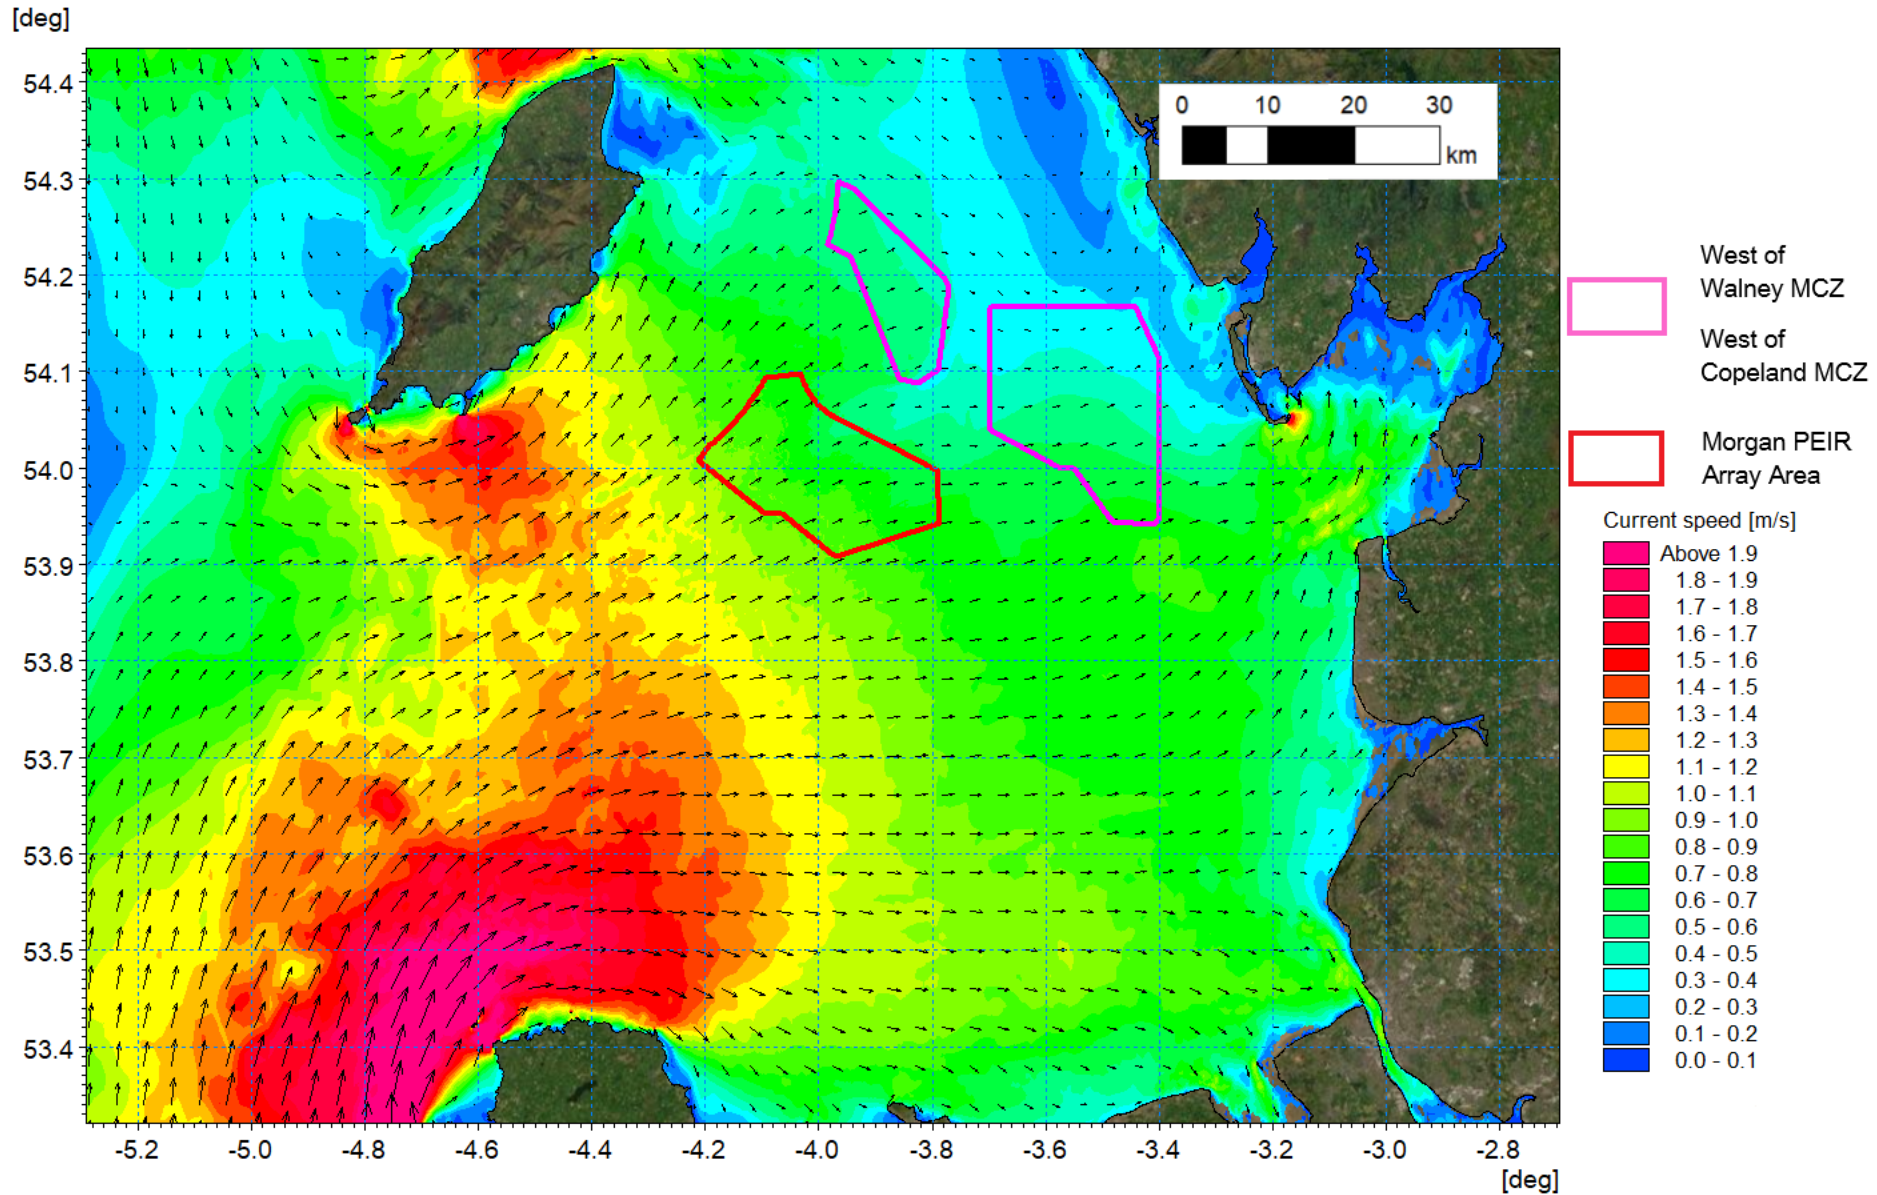 [deg]
54.4
54.3
54.2
54.1
54.0
53.9
53.8
53.7
53.6
53.5
53.4
-5.2 -5.0 -4.8 -4.6 -4.4 -4.2 -4.0 -3.8 -3.6 -3.4 -3.2 -3.0 -2.8
[deg]
0 10 20 30
km
West of
Walney MCZ
West of
Copeland MCZ
Morgan PEIR
Array Area
Current speed [m/s]
Above 1.9
1.8 - 1.9
1.7 - 1.8
1.6 - 1.7
1.5 - 1.6
1.4 - 1.5
1.3 - 1.4
1.2 - 1.3
1.1 - 1.2
1.0 - 1.1
0.9 - 1.0
0.8 - 0.9
0.7 - 0.8
0.6 - 0.7
0.5 - 0.6
0.4 - 0.5
0.3 - 0.4
0.2 - 0.3
0.1 - 0.2
0.0 - 0.1